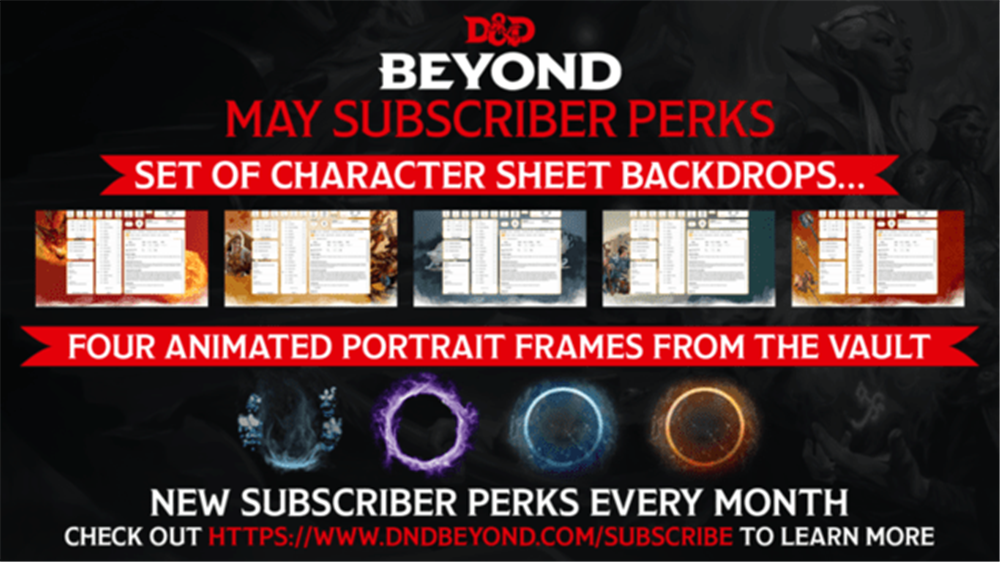 D&D
BEYOND
MAY SUBSCRIBER PERKS
SET OF CHARACTER SHEET BACKDROPS...
FOUR ANIMATED PORTRAIT FRAMES FROM THE VAULT
NEW SUBSCRIBER PERKS EVERY MONTH
CHECK OUT HTTPS://WWW.DNDBEYOND.COM/SUBSCRIBE TO LEARN MORE